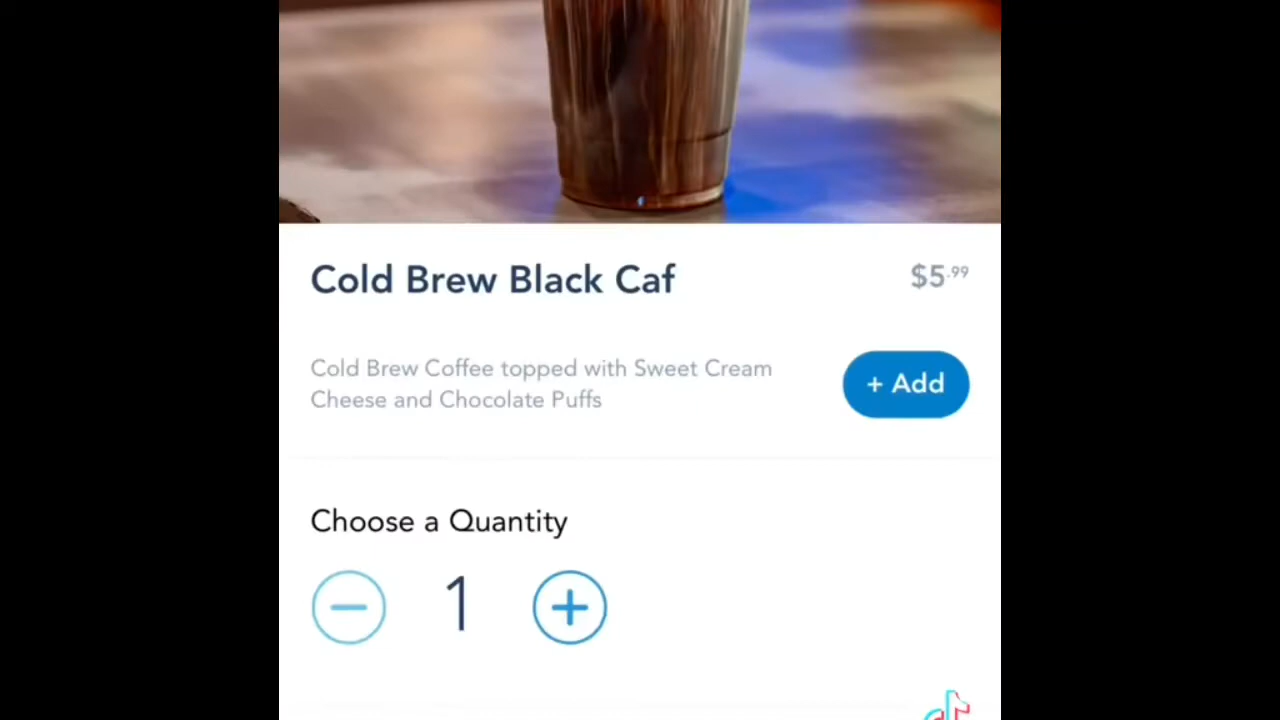 Cold Brew Black Caf
$5.99
Cold Brew Coffee topped with Sweet Cream
Cheese and Chocolate Puffs
+ Add
Choose a Quantity
1